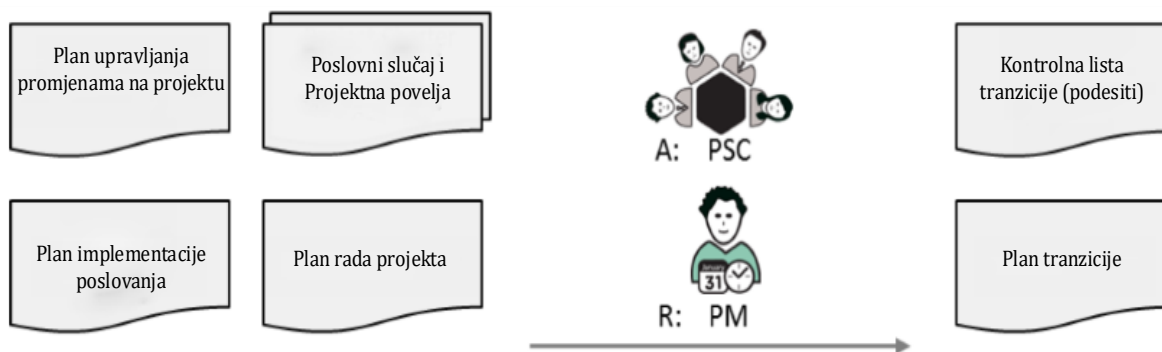 Plan upravljanja
promjenama na projektu
Poslovni slučaj i
Projektna povelja
A: PSC
Kontrolna lista
tranzicije (podesiti)
Plan implementacije
poslovanja
Plan rada projekta
January
31
R: PM
Plan tranzicije